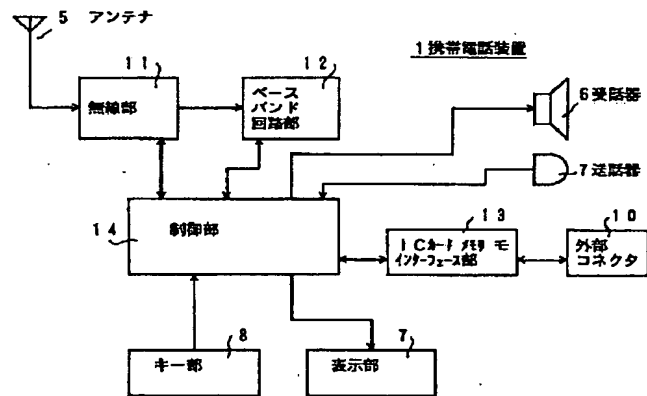 5 アンテナ
1 携帯電話装置
11
無線部
12
ベース
バンド
回路部
6 受話器
7 送話器
14
制御部
13
ICカード メモリ モ
インターフェース部
10
外部
コネクタ
8
キー部
7
表示部